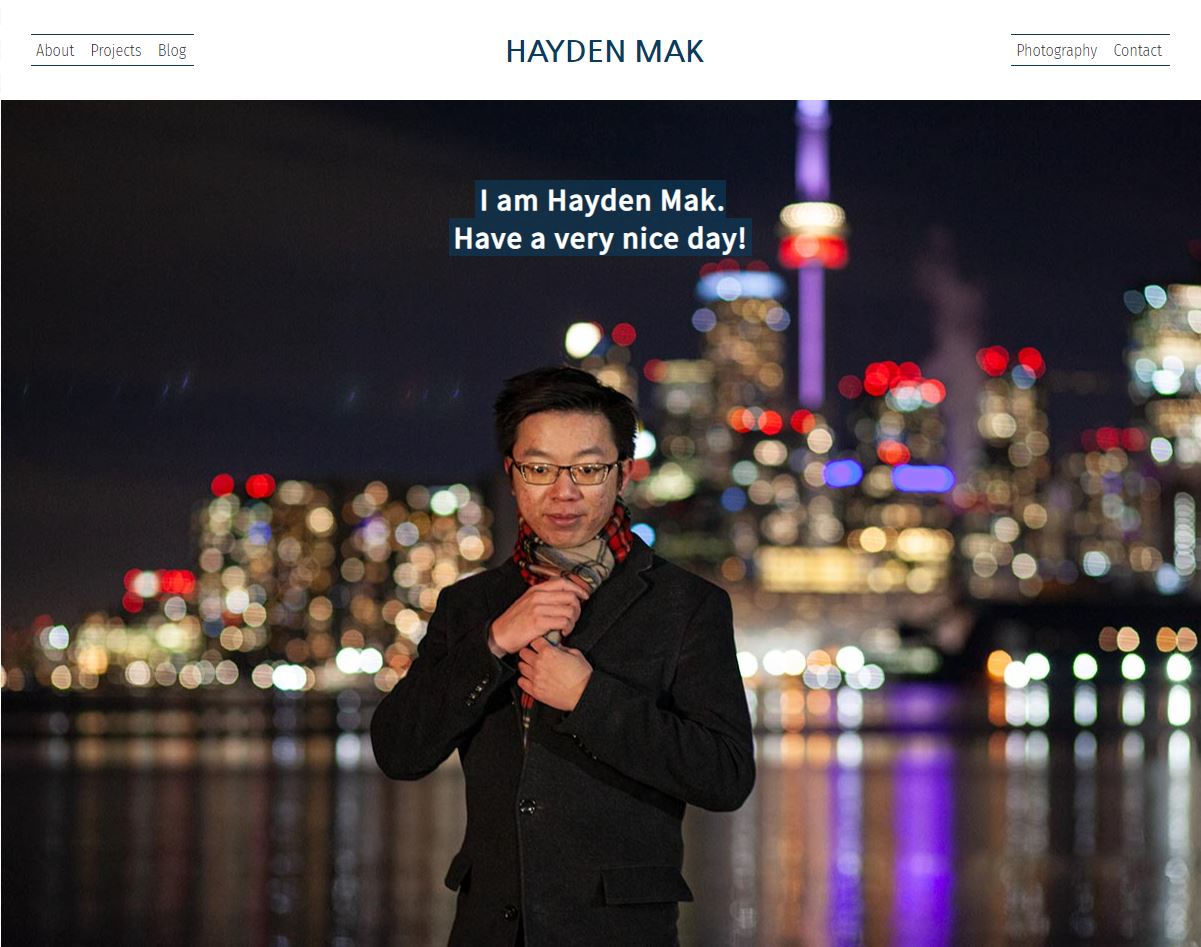 About Projects Blog
HAYDEN MAK
Photography Contact
I am Hayden Mak.
Have a very nice day!